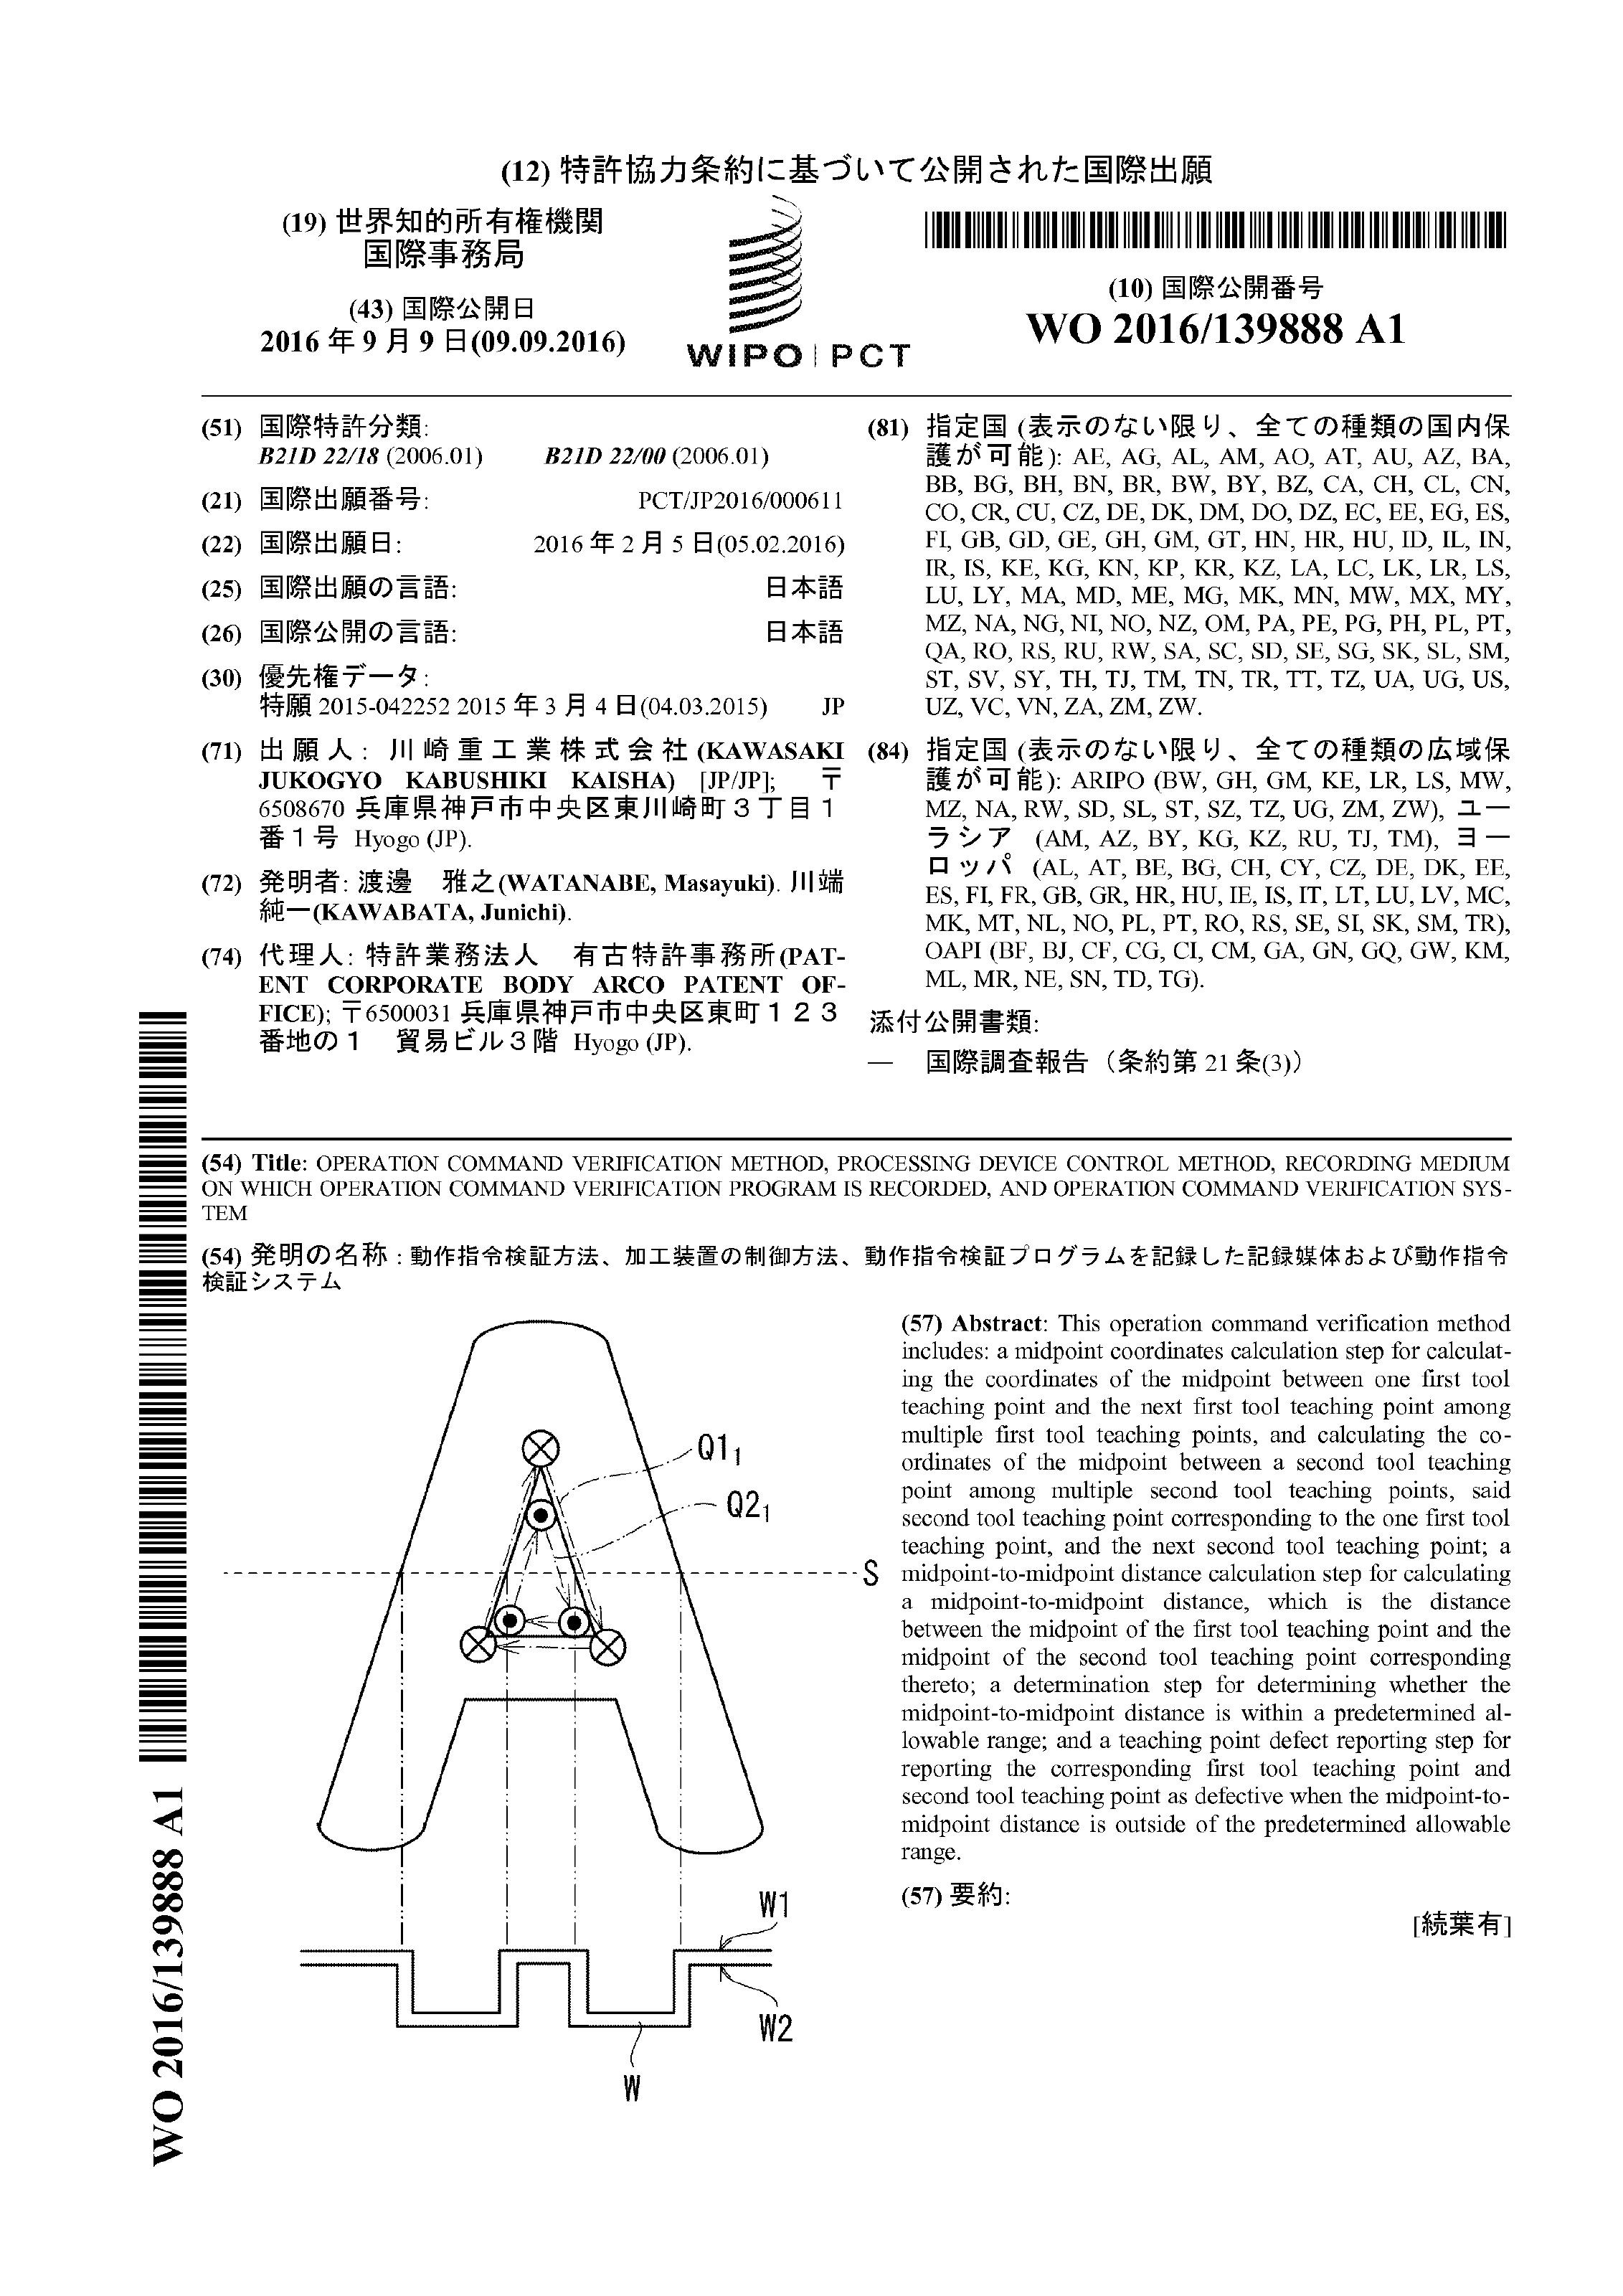 (12) 特許協力条約に基づいて公開された国際出願
(19) 世界知的所有権機関
国際事務局
(43) 国際公開日
2016 年 9 月 9 日(09.09.2016)
WIPO | PCT
(10) 国際公開番号
WO 2016/139888 A1
(51) 国際特許分類:
B21D 22/18 (2006.01) B21D 22/00 (2006.01)
(21) 国際出願番号: PCT/JP2016/000611
(22) 国際出願日: 2016 年 2 月 5 日(05.02.2016)
(25) 国際出願の言語: 日本語
(26) 国際公開の言語: 日本語
(30) 優先権データ:
特願 2015-042252 2015 年 3 月 4 日(04.03.2015) JP
(71) 出願人: 川崎重工業株式会社(KAWASAKI
JUKOGYO KABUSHIKI KAISHA) [JP/JP]; 〒
6508670 兵庫県神戸市中央区東川崎町3丁目1
番1号 Hyogo (JP).
(72) 発明者: 渡邊 雅之(WATANABE, Masayuki). 川端
純一(KAWABATA, Junichi).
(74) 代理人: 特許業務法人 有古特許事務所(PAT-
ENT CORPORATE BODY ARCO PATENT OF-
FICE); 〒6500031 兵庫県神戸市中央区東町123
番地の1 貿易ビル3階 Hyogo (JP).
(81) 指定国 (表示のない限り、全ての種類の国内保
護が可能): AE, AG, AL, AM, AO, AT, AU, AZ, BA,
BB, BG, BH, BN, BR, BW, BY, BZ, CA, CH, CL, CN,
CO, CR, CU, CZ, DE, DK, DM, DO, DZ, EC, EE, EG, ES,
FI, GB, GD, GE, GH, GM, GT, HN, HR, HU, ID, IL, IN,
IR, IS, KE, KG, KN, KP, KR, KZ, LA, LC, LK, LR, LS,
LU, LY, MA, MD, ME, MG, MK, MN, MW, MX, MY,
MZ, NA, NG, NI, NO, NZ, OM, PA, PE, PG, PH, PL, PT,
QA, RO, RS, RU, RW, SA, SC, SD, SE, SG, SK, SL, SM,
ST, SV, SY, TH, TJ, TM, TN, TR, TT, TZ, UA, UG, US,
UZ, VC, VN, ZA, ZM, ZW.
(84) 指定国 (表示のない限り、全ての種類の広域保
護が可能): ARIPO (BW, GH, GM, KE, LR, LS, MW,
MZ, NA, RW, SD, SL, ST, SZ, TZ, UG, ZM, ZW), ユー
ラシア (AM, AZ, BY, KG, KZ, RU, TJ, TM), ヨー
ロッパ (AL, AT, BE, BG, CH, CY, CZ, DE, DK, EE,
ES, FI, FR, GB, GR, HR, HU, IE, IS, IT, LT, LU, LV, MC,
MK, MT, NL, NO, PL, PT, RO, RS, SE, SI, SK, SM, TR),
OAPI (BF, BJ, CF, CG, CI, CM, GA, GN, GQ, GW, KM,
ML, MR, NE, SN, TD, TG).
添付公開書類:
— 国際調査報告(条約第 21 条(3))
(54) Title: OPERATION COMMAND VERIFICATION METHOD, PROCESSING DEVICE CONTROL METHOD, RECORDING MEDIUM
ON WHICH OPERATION COMMAND VERIFICATION PROGRAM IS RECORDED, AND OPERATION COMMAND VERIFICATION SYS-
TEM
(54) 発明の名称 : 動作指令検証方法、加工装置の制御方法、動作指令検証プログラムを記録した記録媒体および動作指令
検証システム
Q1₁
Q2₁
S
W1
W2
W
(57) Abstract: This operation command verification method
includes: a midpoint coordinates calculation step for calculat-
ing the coordinates of the midpoint between one first tool
teaching point and the next first tool teaching point among
multiple first tool teaching points, and calculating the co-
ordinates of the midpoint between a second tool teaching
point among multiple second tool teaching points, said
second tool teaching point corresponding to the one first tool
teaching point, and the next second tool teaching point; a
midpoint-to-midpoint distance calculation step for calculating
a midpoint-to-midpoint distance, which is the distance
between the midpoint of the first tool teaching point and the
midpoint of the second tool teaching point corresponding
thereto; a determination step for determining whether the
midpoint-to-midpoint distance is within a predetermined al-
lowable range; and a teaching point defect reporting step for
reporting the corresponding first tool teaching point and
second tool teaching point as defective when the midpoint-to-
midpoint distance is outside of the predetermined allowable
range.
(57) 要約:
[続葉有]
WO 2016/139888 A1